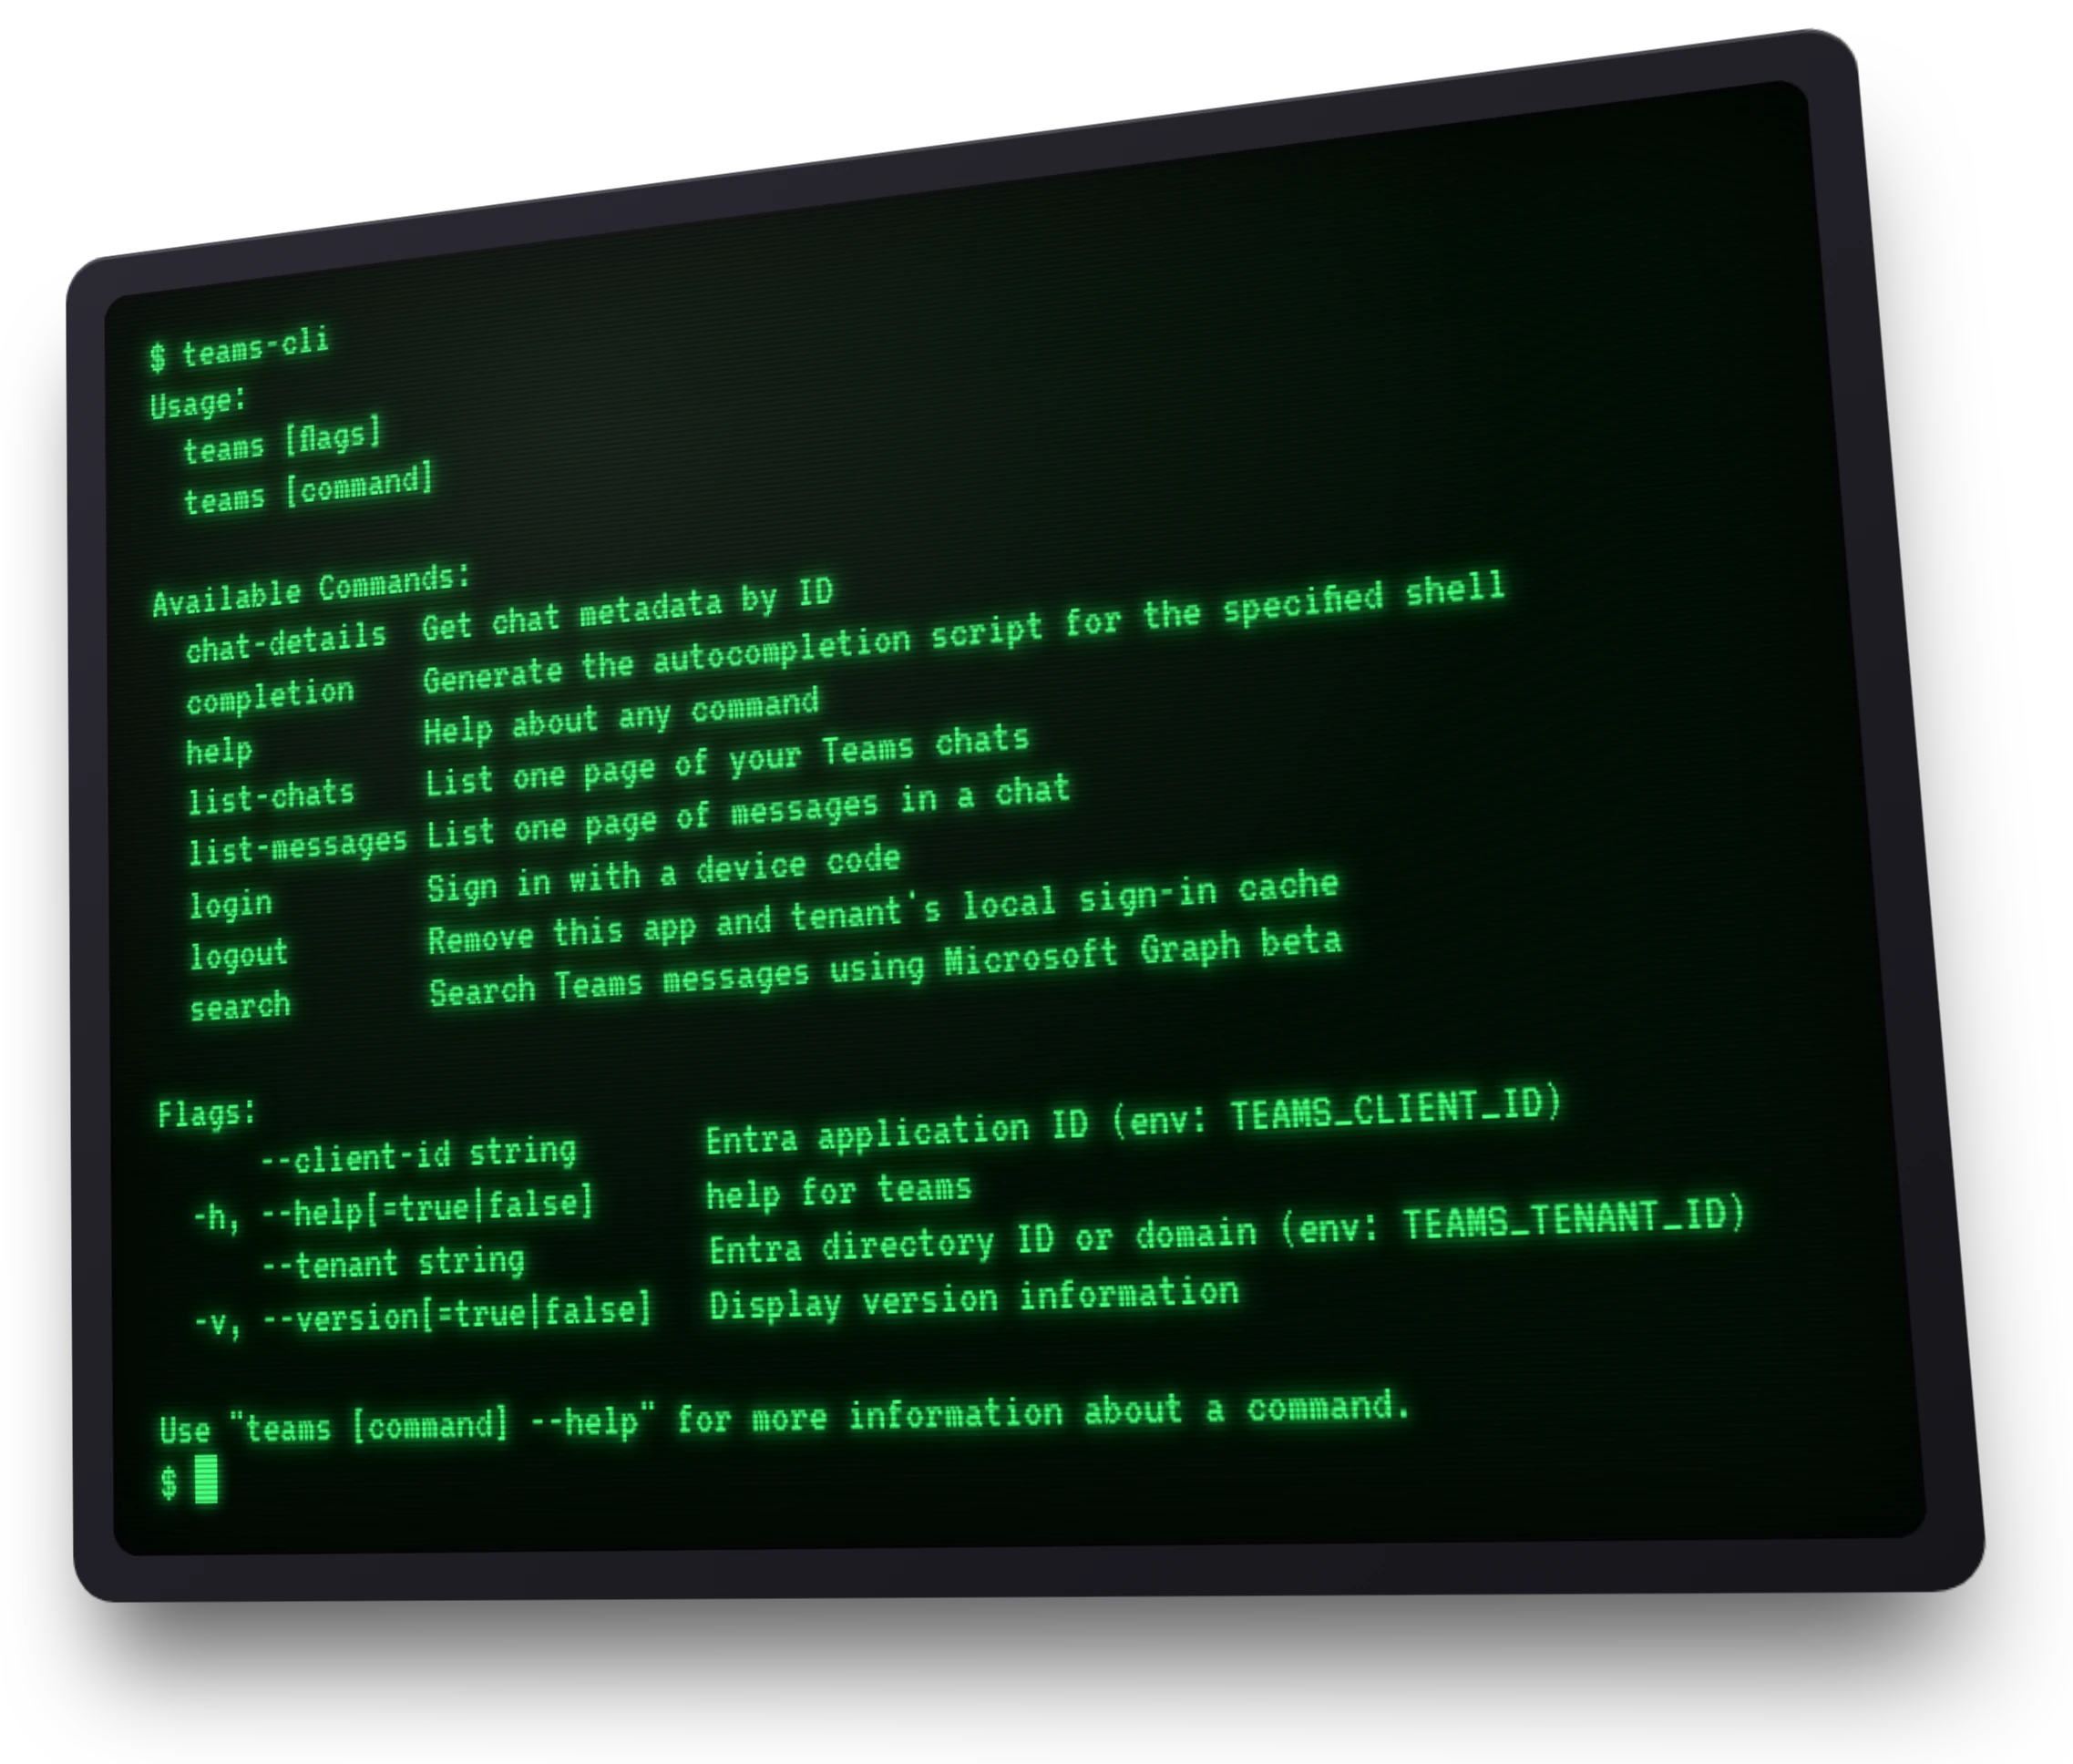 $ teams-cli
Usage:
  teams [flags]
  teams [command]

Available Commands:
  chat-details  Get chat metadata by ID
  completion    Generate the autocompletion script for the specified shell
  help          Help about any command
  list-chats    List one page of your Teams chats
  list-messages List one page of messages in a chat
  login         Sign in with a device code
  logout        Remove this app and tenant's local sign-in cache
  search        Search Teams messages using Microsoft Graph beta

Flags:
      --client-id string       Entra application ID (env: TEAMS_CLIENT_ID)
  -h, --help[=true|false]      help for teams
      --tenant string          Entra directory ID or domain (env: TEAMS_TENANT_ID)
  -v, --version[=true|false]   Display version information

Use "teams [command] --help" for more information about a command.
$